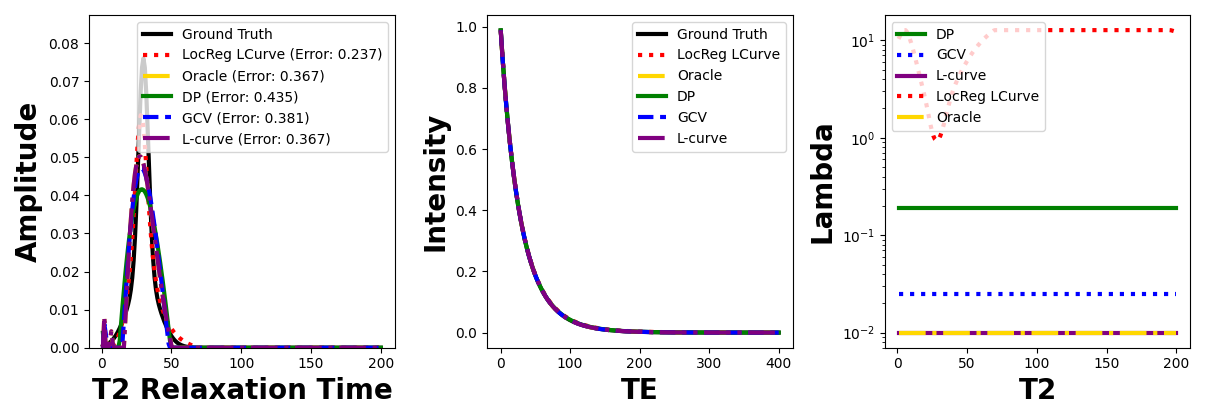 Amplitude
0.08
0.07
0.06
0.05
0.04
0.03
0.02
0.01
0.00
Ground Truth
LocReg LCurve (Error: 0.237)
Oracle (Error: 0.367)
DP (Error: 0.435)
GCV (Error: 0.381)
L-curve (Error: 0.367)
0 50 100 150 200
T2 Relaxation Time
Intensity
1.0
0.8
0.6
0.4
0.2
0.0
Ground Truth
LocReg LCurve
Oracle
DP
GCV
L-curve
0 100 200 300 400
TE
Lambda
10¹
10⁰
10⁻¹
10⁻²
DP
GCV
L-curve
LocReg LCurve
Oracle
0 50 100 150 200
T2